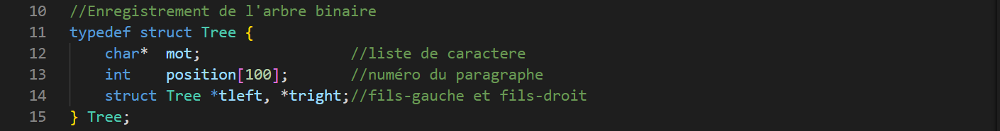 10 //Enregistrement de l'arbre binaire
11 typedef struct Tree {
12     char*  mot;                 //liste de caractere
13     int    position[100];       //numéro du paragraphe
14     struct Tree *tleft, *tright;//fils-gauche et fils-droit
15 } Tree;